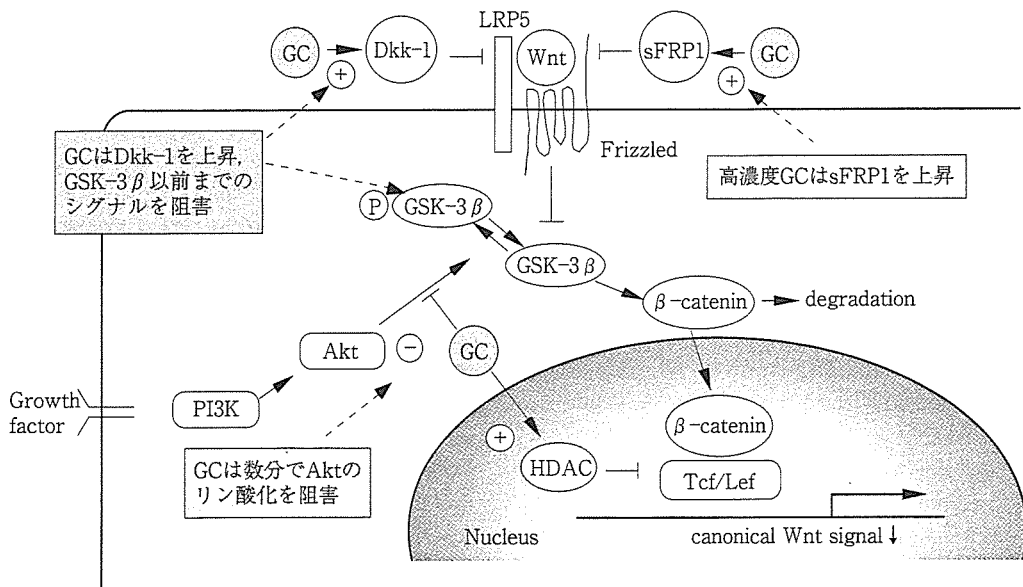 LRP5
GC
Dkk-1
Wnt
sFRP1
GC
+
+
Frizzled
GCはDkk-1を上昇,
GSK-3β以前までの
シグナルを阻害
高濃度GCはsFRP1を上昇
P
GSK-3β
GSK-3β
β-catenin
degradation
Akt
−
GC
PI3K
Growth
factor
GCは数分でAktの
リン酸化を阻害
+
HDAC
β-catenin
Tcf/Lef
Nucleus
canonical Wnt signal↓